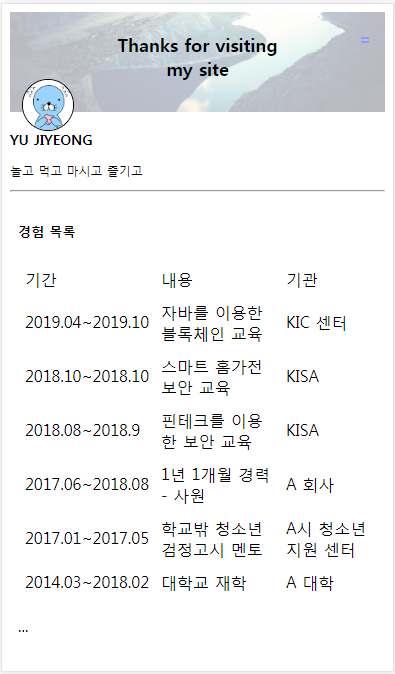 Thanks for visiting
my site
YU JIYEONG
놀고 먹고 마시고 즐기고
경험 목록
기간 내용 기관
2019.04~2019.10 자바를 이용한 블록체인 교육 KIC 센터
2018.10~2018.10 스마트 홈가전 보안 교육 KISA
2018.08~2018.9 핀테크를 이용한 보안 교육 KISA
2017.06~2018.08 1년 1개월 경력 - 사원 A 회사
2017.01~2017.05 학교밖 청소년 검정고시 멘토 A시 청소년 지원 센터
2014.03~2018.02 대학교 재학 A 대학
...